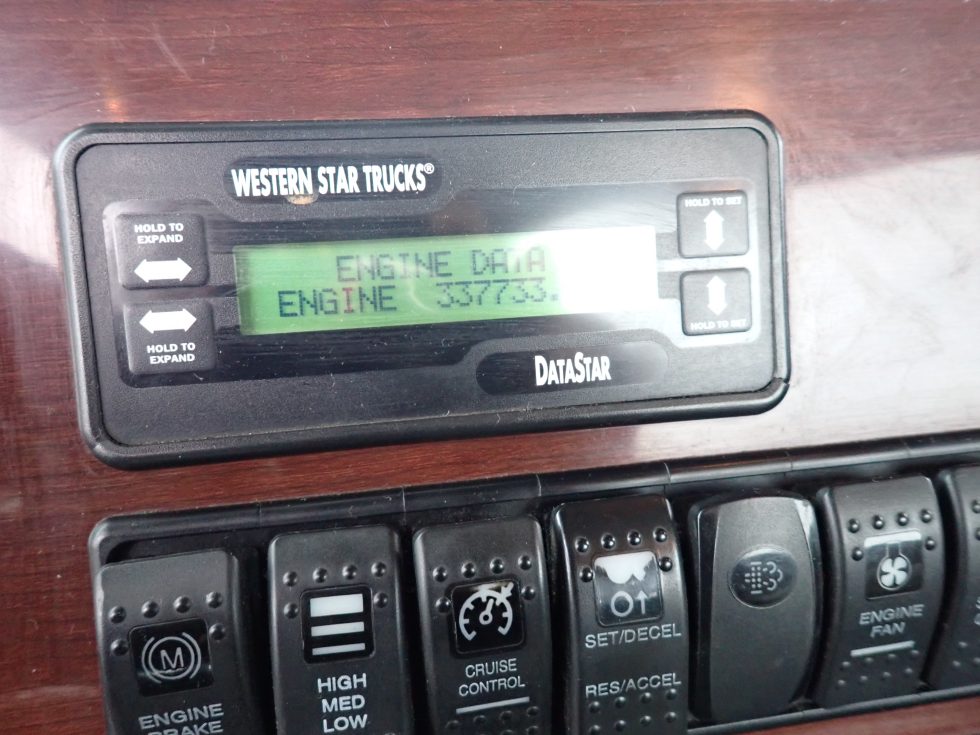 WESTERN STAR TRUCKS®
HOLD TO
EXPAND
HOLD TO SET
ENGINE DATA
ENGINE 337733.
HOLD TO
EXPAND
HOLD TO SET
DATASTAR
M
ENGINE
BRAKE
HIGH
MED
LOW
CRUISE
CONTROL
SET/DECEL
RES/ACCEL
ENGINE
FAN